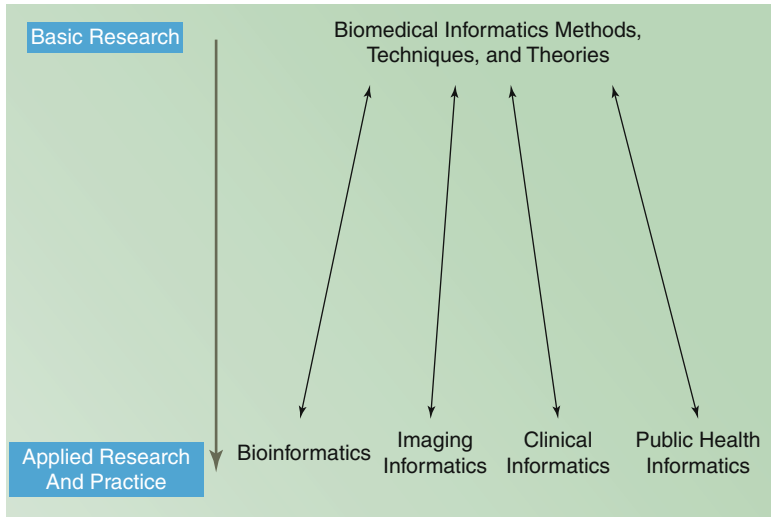 Basic Research
Biomedical Informatics Methods,
Techniques, and Theories
Applied Research
And Practice
Bioinformatics
Imaging
Informatics
Clinical
Informatics
Public Health
Informatics